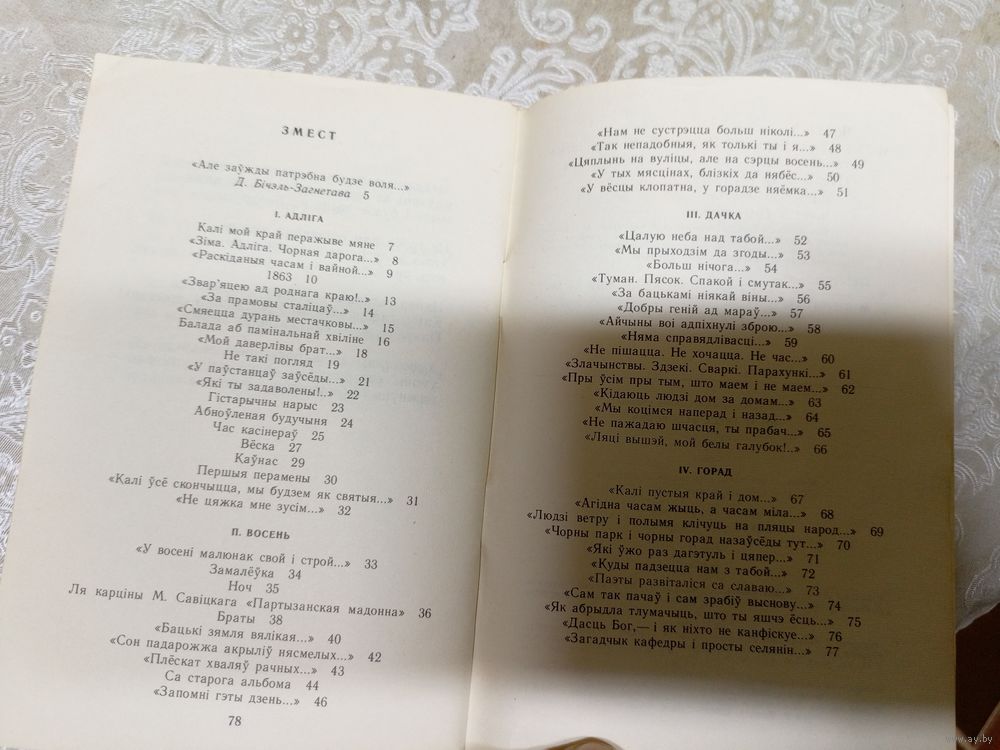 ЗМЕСТ
«Але заўжды патрэбна будзе воля...»
Д. Бічэль-Загнетава 5
І. АДЛІГА
Калі мой край перажыве мяне 7
«Зіма. Адліга. Чорная дарога...» 8
«Раскіданыя часам і вайной...» 9
1863 10
«Звар'яцею ад роднага краю!..» 13
«За прамовы сталіцаў...» 14
«Смяецца дурань местачковы...» 15
Балада аб памінальнай хвіліне 16
«Мой даверлівы брат...» 18
Не такі погляд 19
«У паўстанцаў заўсёды...» 21
«Які ты задаволены!..» 22
Гістарычны нарыс 23
Абноўленая будучыня 24
Час касінераў 25
Вёска 27
Каўнас 29
Першыя перамены 30
«Калі ўсё скончыцца, мы будзем як святыя...» 31
«Не цяжка мне зусім...» 32
ІІ. ВОСЕНЬ
«У восені малюнак свой і строй...» 33
Замалёўка 34
Ноч 35
Ля карціны М. Савіцкага «Партызанская мадонна» 36
Браты 38
«Бацькі зямля вялікая...» 40
«Сон падарожжа акрыліў нясмелых...» 42
«Плёскат хваляў рачных...» 43
Са старога альбома 44
«Запомні гэты дзень...» 46
78
«Нам не сустрэцца больш ніколі...» 47
«Так непадобныя, як толькі ты і я...» 48
«Цяплынь на вуліцы, але на сэрцы восень...» 49
«У тых мясцінах, блізкіх да нябёс...» 50
«У вёсцы клопатна, у горадзе няёмка...» 51
ІІІ. ДАЧКА
«Цалую неба над табой...» 52
«Мы прыходзім да згоды...» 53
«Больш нічога...» 54
«Туман. Пясок. Спакой і смутак...» 55
«За бацькамі ніякай віны...» 56
«Добры геній ад мараў...» 57
«Айчыны воі адпіхнулі зброю...» 58
«Няма справядлівасці...» 59
«Не пішацца. Не хочацца. Не час...» 60
«Злачынствы. Здзекі. Сваркі. Парахункі...» 61
«Пры ўсім пры тым, што маем і не маем...» 62
«Кідаюць людзі дом за домам...» 63
«Мы коцімся наперад і назад...» 64
«Не пажадаю шчасця, ты прабач...» 65
«Ляці вышэй, мой белы галубок!..» 66
IV. ГОРАД
«Калі пустыя край і дом...» 67
«Агідна часам жыць, а часам міла...» 68
«Людзі ветру і полымя клічуць на пляцы народ...» 69
«Чорны парк і чорны горад назаўсёды тут...» 70
«Які ўжо раз дагэтуль і цяпер...» 71
«Куды падзецца нам з табой...» 72
«Паэты развіталіся са славаю...» 73
«Сам так пачаў і сам зрабіў выснову...» 74
«Як абрыдла тлумачыць, што ты яшчэ ёсць...» 75
«Дасць Бог,— і як ніхто не канфіскуе...» 76
«Загадчык кафедры і просты селянін...» 77
www.ay.by